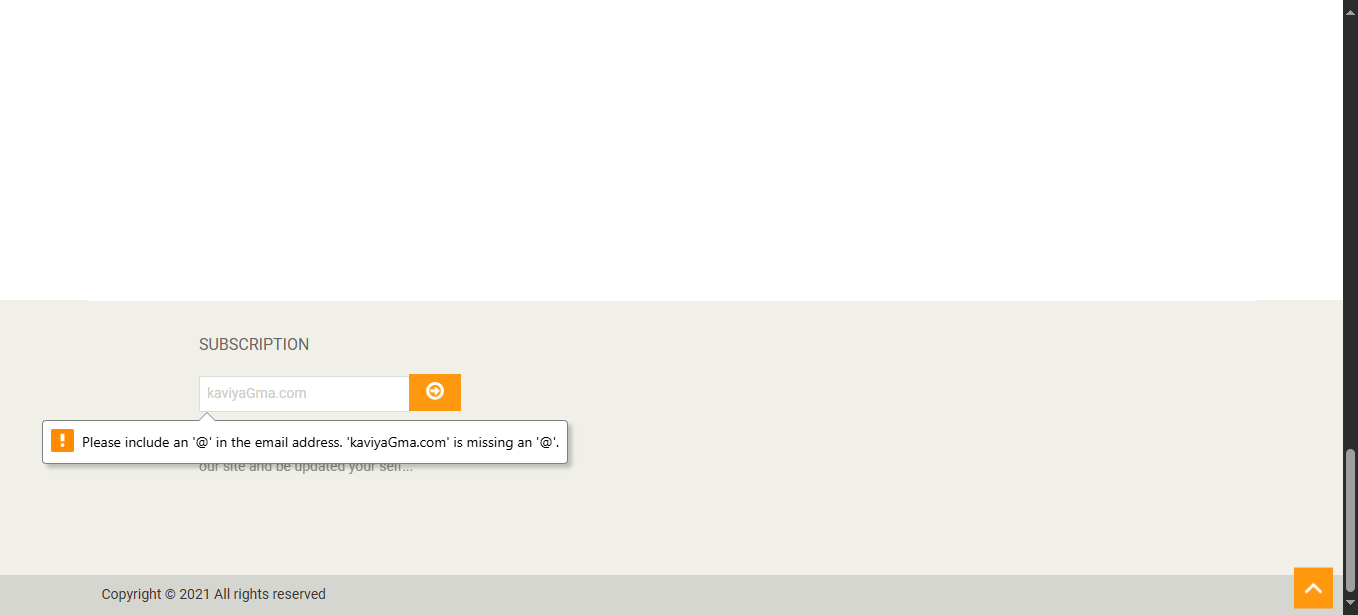 SUBSCRIPTION
kaviyaGma.com
Please include an '@' in the email address. 'kaviyaGma.com' is missing an '@'.
our site and be updated your self...
Copyright © 2021 All rights reserved